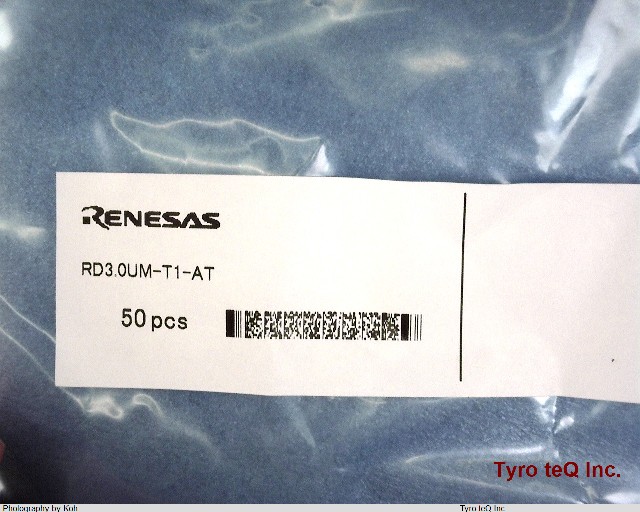 RENESAS
RD3.0UM-T1-AT
50 pcs
Tyro teQ Inc.
Photography by Koh
Tyro teQ Inc